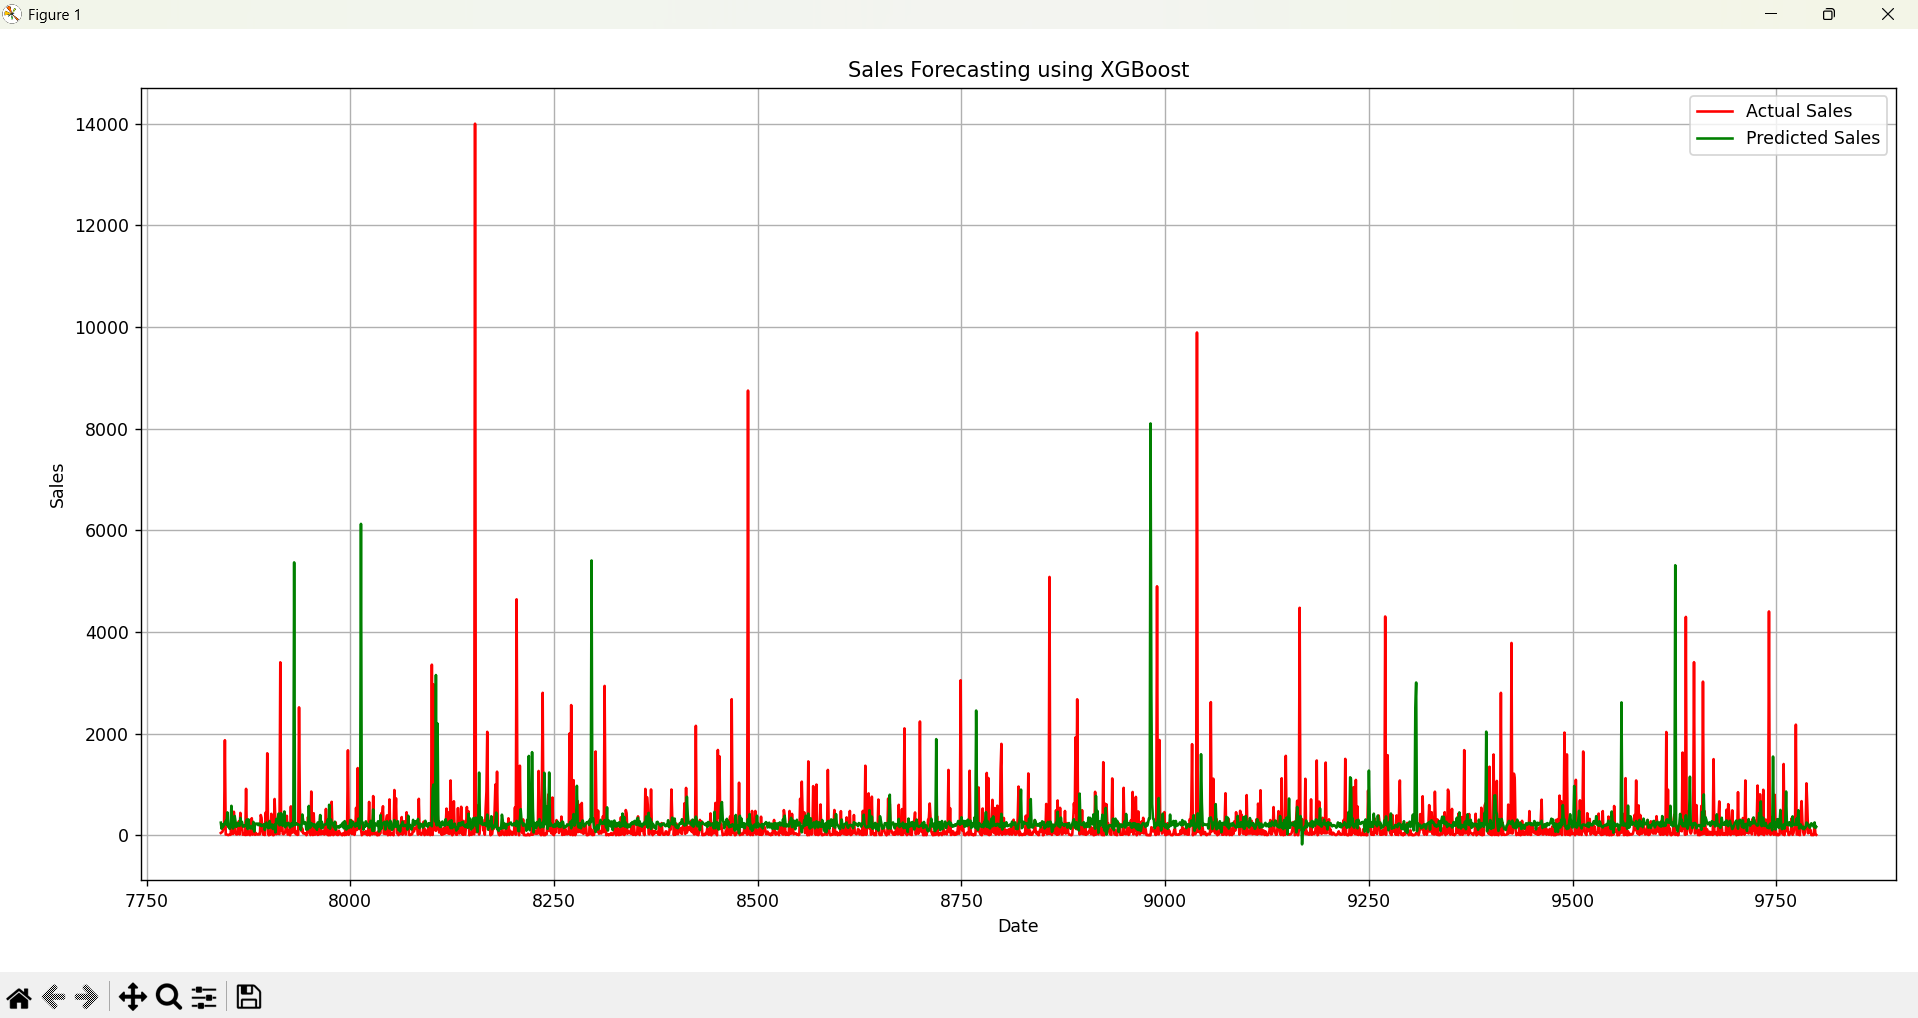 Figure 1
Sales Forecasting using XGBoost
Actual Sales
Predicted Sales
14000
12000
10000
8000
6000
4000
2000
0
Sales
7750 8000 8250 8500 8750 9000 9250 9500 9750
Date